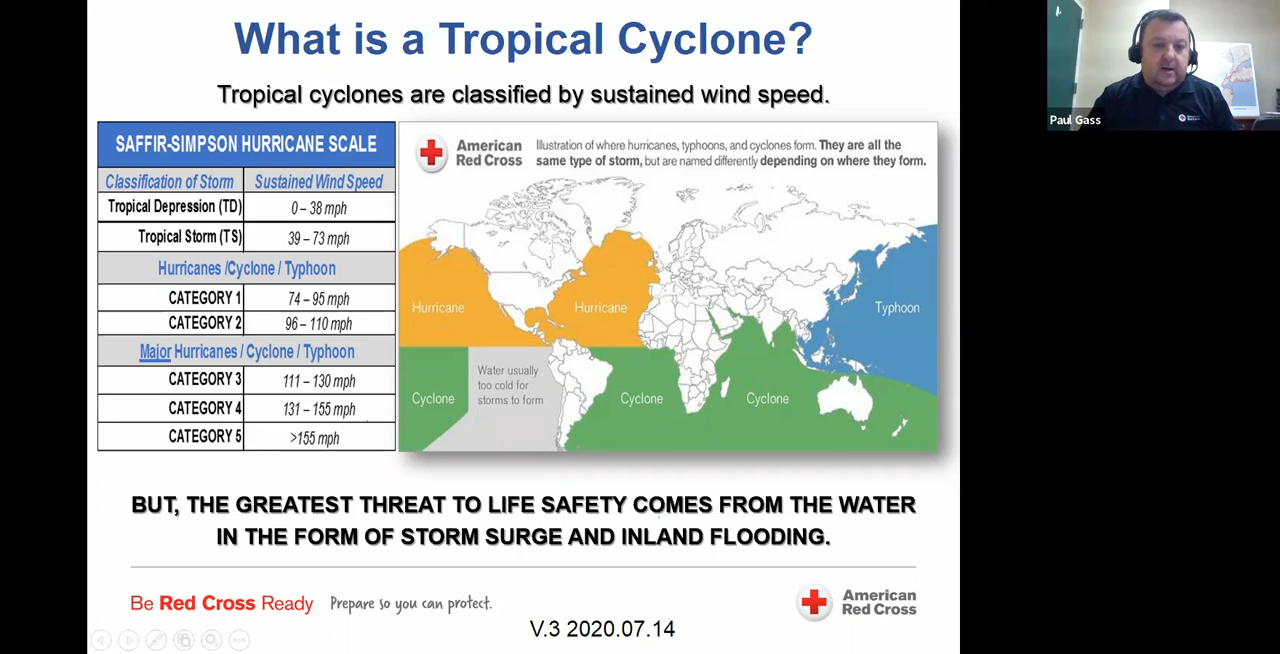 What is a Tropical Cyclone?
Tropical cyclones are classified by sustained wind speed.
SAFFIR-SIMPSON HURRICANE SCALE
Classification of Storm Sustained Wind Speed
Tropical Depression (TD) 0 – 38 mph
Tropical Storm (TS) 39 – 73 mph
Hurricanes /Cyclone / Typhoon
CATEGORY 1 74 – 95 mph
CATEGORY 2 96 – 110 mph
Major Hurricanes / Cyclone / Typhoon
CATEGORY 3 111 – 130 mph
CATEGORY 4 131 – 155 mph
CATEGORY 5 >155 mph
American
Red Cross
Illustration of where hurricanes, typhoons, and cyclones form. They are all the
same type of storm, but are named differently depending on where they form.
Hurricane
Hurricane
Typhoon
Cyclone
Water usually
too cold for
storms to form
Cyclone
Cyclone
BUT, THE GREATEST THREAT TO LIFE SAFETY COMES FROM THE WATER
IN THE FORM OF STORM SURGE AND INLAND FLOODING.
Be Red Cross Ready Prepare so you can protect.
American
Red Cross
V.3 2020.07.14
Paul Gass